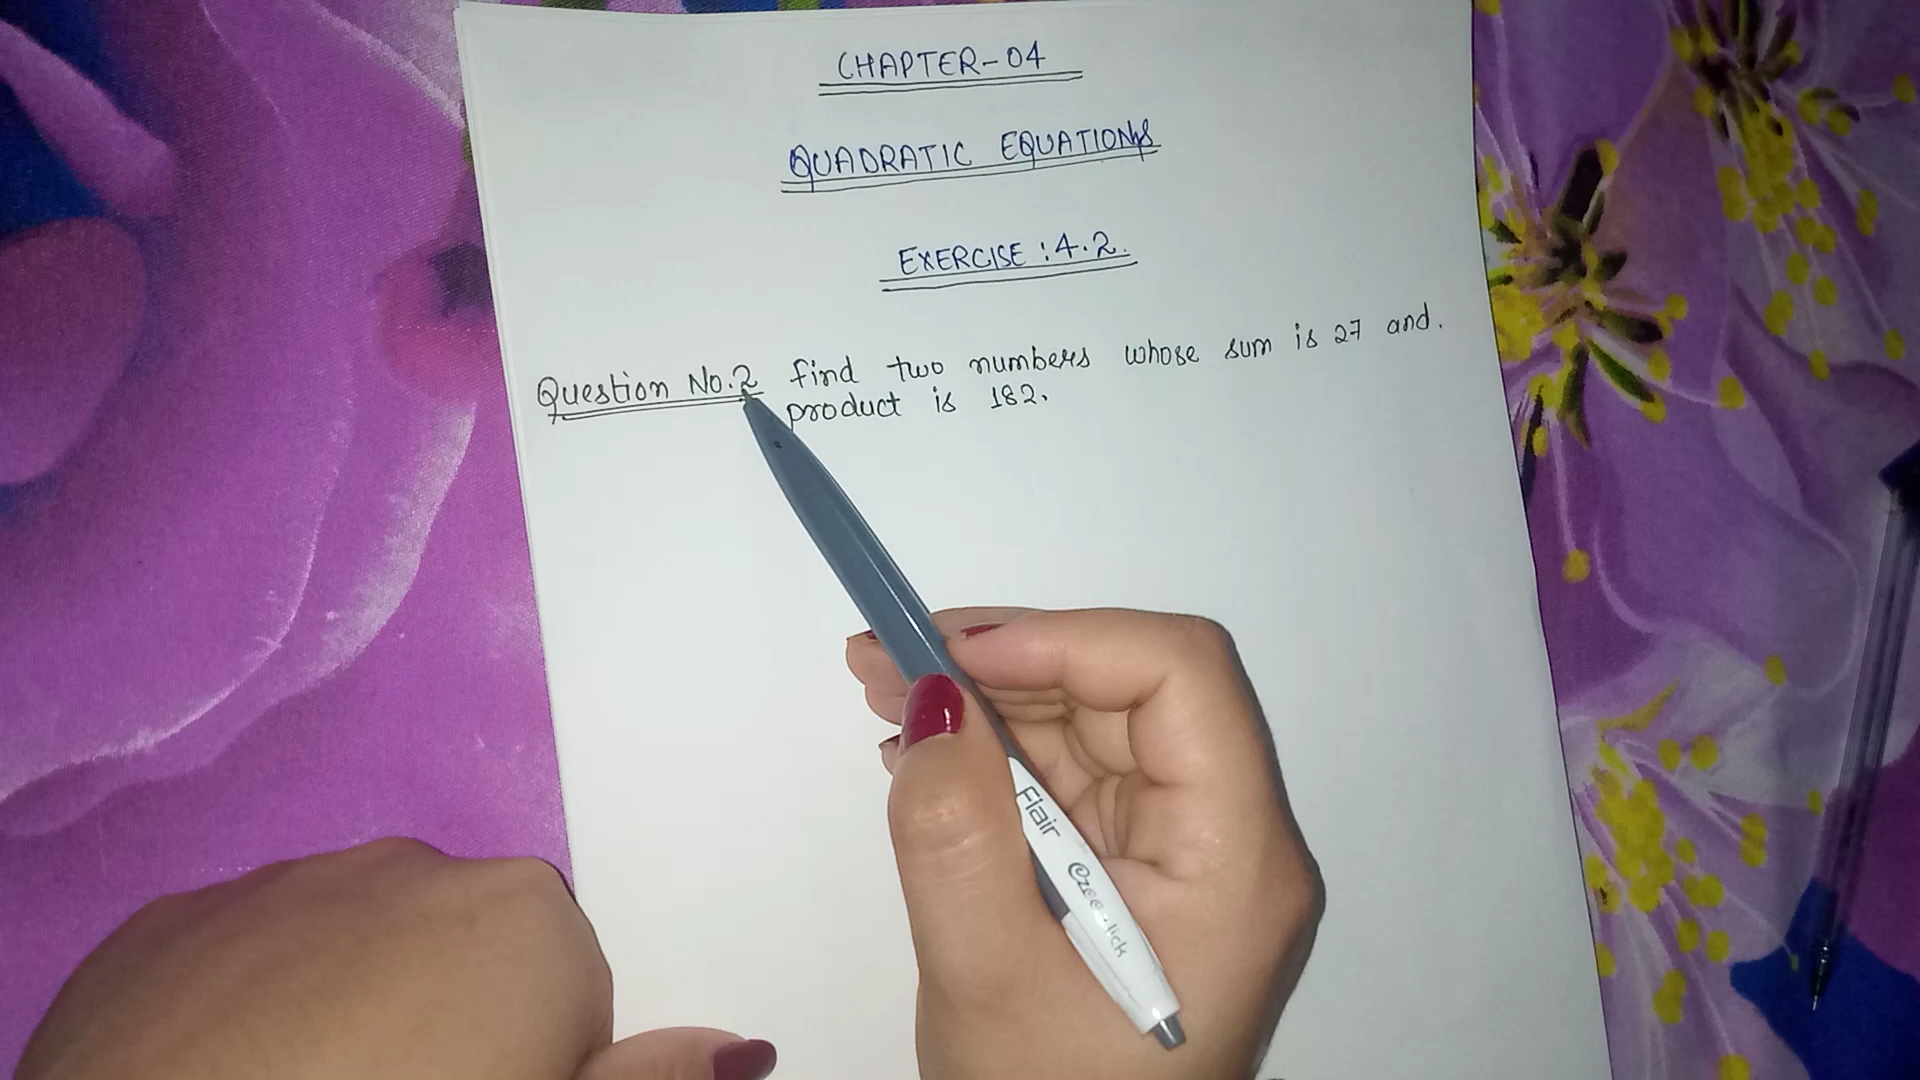 CHAPTER-04
QUADRATIC EQUATIONS
EXERCISE : 4.2.
Question No.2 find two numbers whose sum is 27 and.
product is 182.
Flair